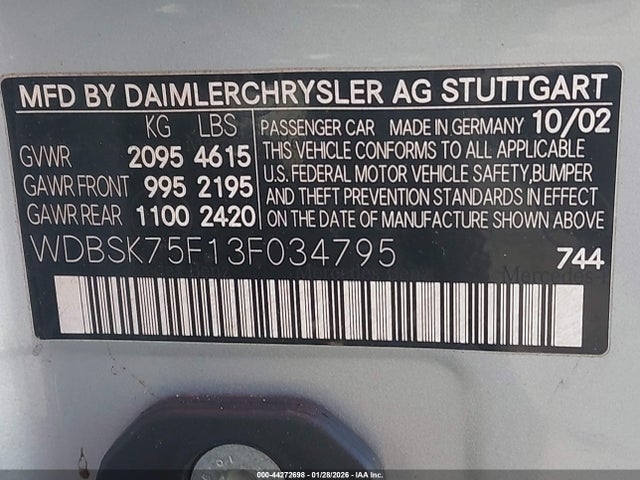 MFD BY DAIMLERCHRYSLER AG STUTTGART
KG LBS
GVWR 2095 4615
GAWR FRONT 995 2195
GAWR REAR 1100 2420
PASSENGER CAR MADE IN GERMANY 10/02
THIS VEHICLE CONFORMS TO ALL APPLICABLE
U.S. FEDERAL MOTOR VEHICLE SAFETY, BUMPER
AND THEFT PREVENTION STANDARDS IN EFFECT
ON THE DATE OF MANUFACTURE SHOWN ABOVE.
WDBSK75F13F034795 744
000-44272698 - 01/28/2026 - IAA Inc.